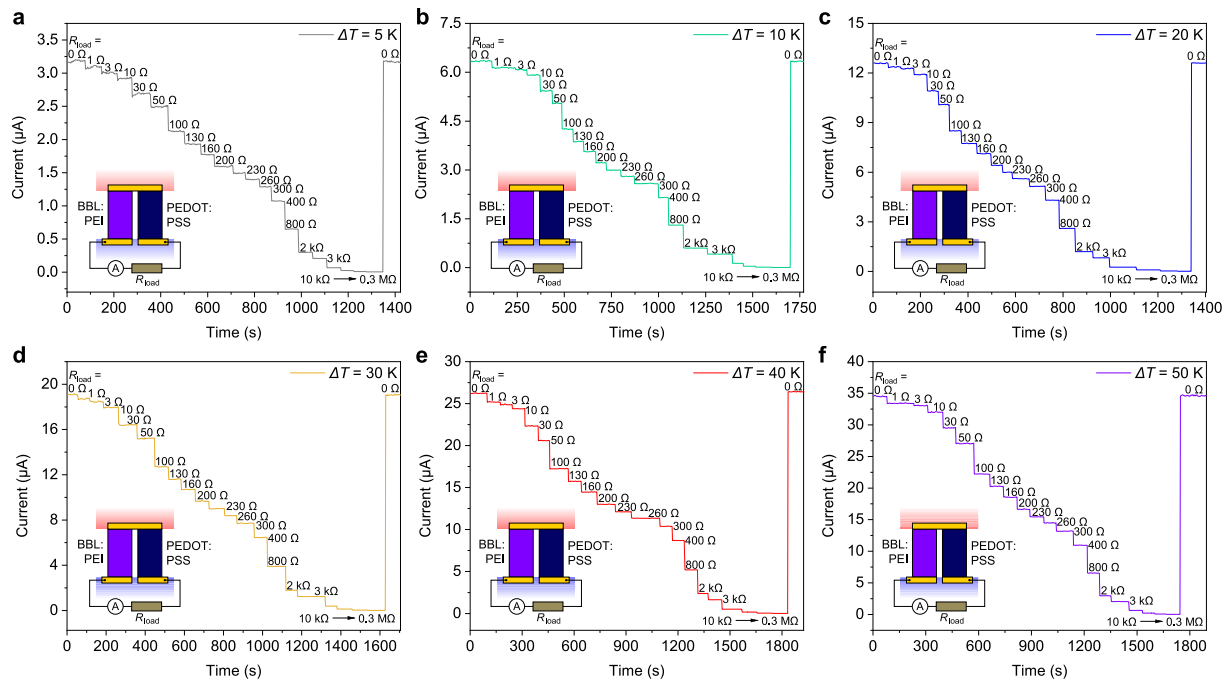 a
ΔT = 5 K
Rload =
0 Ω
1 Ω
3 Ω
10 Ω
30 Ω
50 Ω
100 Ω
130 Ω
160 Ω
200 Ω
230 Ω
260 Ω
300 Ω
400 Ω
800 Ω
2 kΩ
3 kΩ
10 kΩ → 0.3 MΩ
0 Ω
BBL:
PEI
PEDOT:
PSS
A
Rload
Current (µA)
3.5
3.0
2.5
2.0
1.5
1.0
0.5
0.0
0 200 400 600 800 1000 1200 1400
Time (s)
b
ΔT = 10 K
Rload =
0 Ω
1 Ω
3 Ω
10 Ω
30 Ω
50 Ω
100 Ω
130 Ω
160 Ω
200 Ω
230 Ω
260 Ω
300 Ω
400 Ω
800 Ω
2 kΩ
3 kΩ
10 kΩ → 0.3 MΩ
0 Ω
BBL:
PEI
PEDOT:
PSS
A
Rload
Current (µA)
7.5
6.0
4.5
3.0
1.5
0.0
0 250 500 750 1000 1250 1500 1750
Time (s)
c
ΔT = 20 K
Rload =
0 Ω
1 Ω
3 Ω
10 Ω
30 Ω
50 Ω
100 Ω
130 Ω
160 Ω
200 Ω
230 Ω
260 Ω
300 Ω
400 Ω
800 Ω
2 kΩ
3 kΩ
10 kΩ → 0.3 MΩ
0 Ω
BBL:
PEI
PEDOT:
PSS
A
Rload
Current (µA)
15
12
9
6
3
0
0 200 400 600 800 1000 1200 1400
Time (s)
d
ΔT = 30 K
Rload =
0 Ω
1 Ω
3 Ω
10 Ω
30 Ω
50 Ω
100 Ω
130 Ω
160 Ω
200 Ω
230 Ω
260 Ω
300 Ω
400 Ω
800 Ω
2 kΩ
3 kΩ
10 kΩ → 0.3 MΩ
0 Ω
BBL:
PEI
PEDOT:
PSS
A
Rload
Current (µA)
20
16
12
8
4
0
0 200 400 600 800 1000 1200 1400 1600
Time (s)
e
ΔT = 40 K
Rload =
0 Ω
1 Ω
3 Ω
10 Ω
30 Ω
50 Ω
100 Ω
130 Ω
160 Ω
200 Ω
230 Ω
260 Ω
300 Ω
400 Ω
800 Ω
2 kΩ
3 kΩ
10 kΩ → 0.3 MΩ
0 Ω
BBL:
PEI
PEDOT:
PSS
A
Rload
Current (µA)
30
25
20
15
10
5
0
0 300 600 900 1200 1500 1800
Time (s)
f
ΔT = 50 K
Rload =
0 Ω
1 Ω
3 Ω
10 Ω
30 Ω
50 Ω
100 Ω
130 Ω
160 Ω
200 Ω
230 Ω
260 Ω
300 Ω
400 Ω
800 Ω
2 kΩ
3 kΩ
10 kΩ → 0.3 MΩ
0 Ω
BBL:
PEI
PEDOT:
PSS
A
Rload
Current (µA)
40
35
30
25
20
15
10
5
0
0 300 600 900 1200 1500 1800
Time (s)